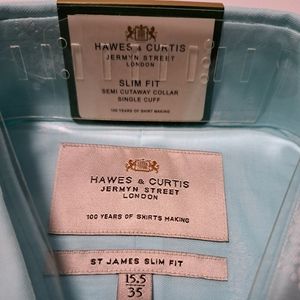 HAWES & CURTIS
JERMYN STREET
LONDON
SLIM FIT
SEMI CUTAWAY COLLAR
SINGLE CUFF
100 YEARS OF SHIRT MAKING
HAWES & CURTIS
JERMYN STREET
LONDON
100 YEARS OF SHIRTS MAKING
ST JAMES SLIM FIT
15.5
35